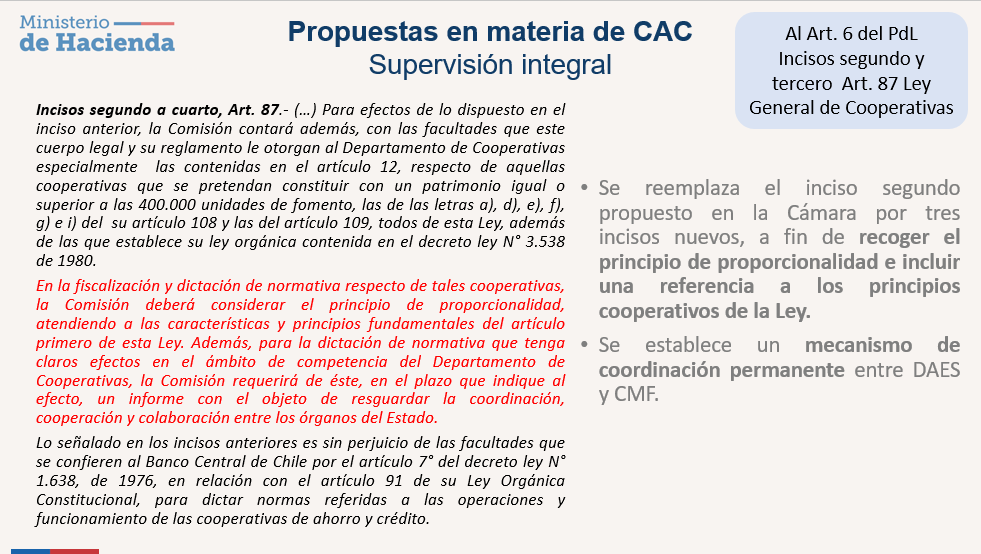 Ministerio
de Hacienda
Propuestas en materia de CAC
Supervisión integral
Al Art. 6 del PdL
Incisos segundo y
tercero Art. 87 Ley
General de Cooperativas
Incisos segundo a cuarto, Art. 87.- (…) Para efectos de lo dispuesto en el
inciso anterior, la Comisión contará además, con las facultades que este
cuerpo legal y su reglamento le otorgan al Departamento de Cooperativas
especialmente las contenidas en el artículo 12, respecto de aquellas
cooperativas que se pretendan constituir con un patrimonio igual o
superior a las 400.000 unidades de fomento, las de las letras a), d), e), f),
g) e i) del su artículo 108 y las del artículo 109, todos de esta Ley, además
de las que establece su ley orgánica contenida en el decreto ley N° 3.538
de 1980.
En la fiscalización y dictación de normativa respecto de tales cooperativas,
la Comisión deberá considerar el principio de proporcionalidad,
atendiendo a las características y principios fundamentales del artículo
primero de esta Ley. Además, para la dictación de normativa que tenga
claros efectos en el ámbito de competencia del Departamento de
Cooperativas, la Comisión requerirá de éste, en el plazo que indique al
efecto, un informe con el objeto de resguardar la coordinación,
cooperación y colaboración entre los órganos del Estado.
Lo señalado en los incisos anteriores es sin perjuicio de las facultades que
se confieren al Banco Central de Chile por el artículo 7° del decreto ley N°
1.638, de 1976, en relación con el artículo 91 de su Ley Orgánica
Constitucional, para dictar normas referidas a las operaciones y
funcionamiento de las cooperativas de ahorro y crédito.
• Se reemplaza el inciso segundo
propuesto en la Cámara por tres
incisos nuevos, a fin de recoger el
principio de proporcionalidad e incluir
una referencia a los principios
cooperativos de la Ley.
• Se establece un mecanismo de
coordinación permanente entre DAES
y CMF.